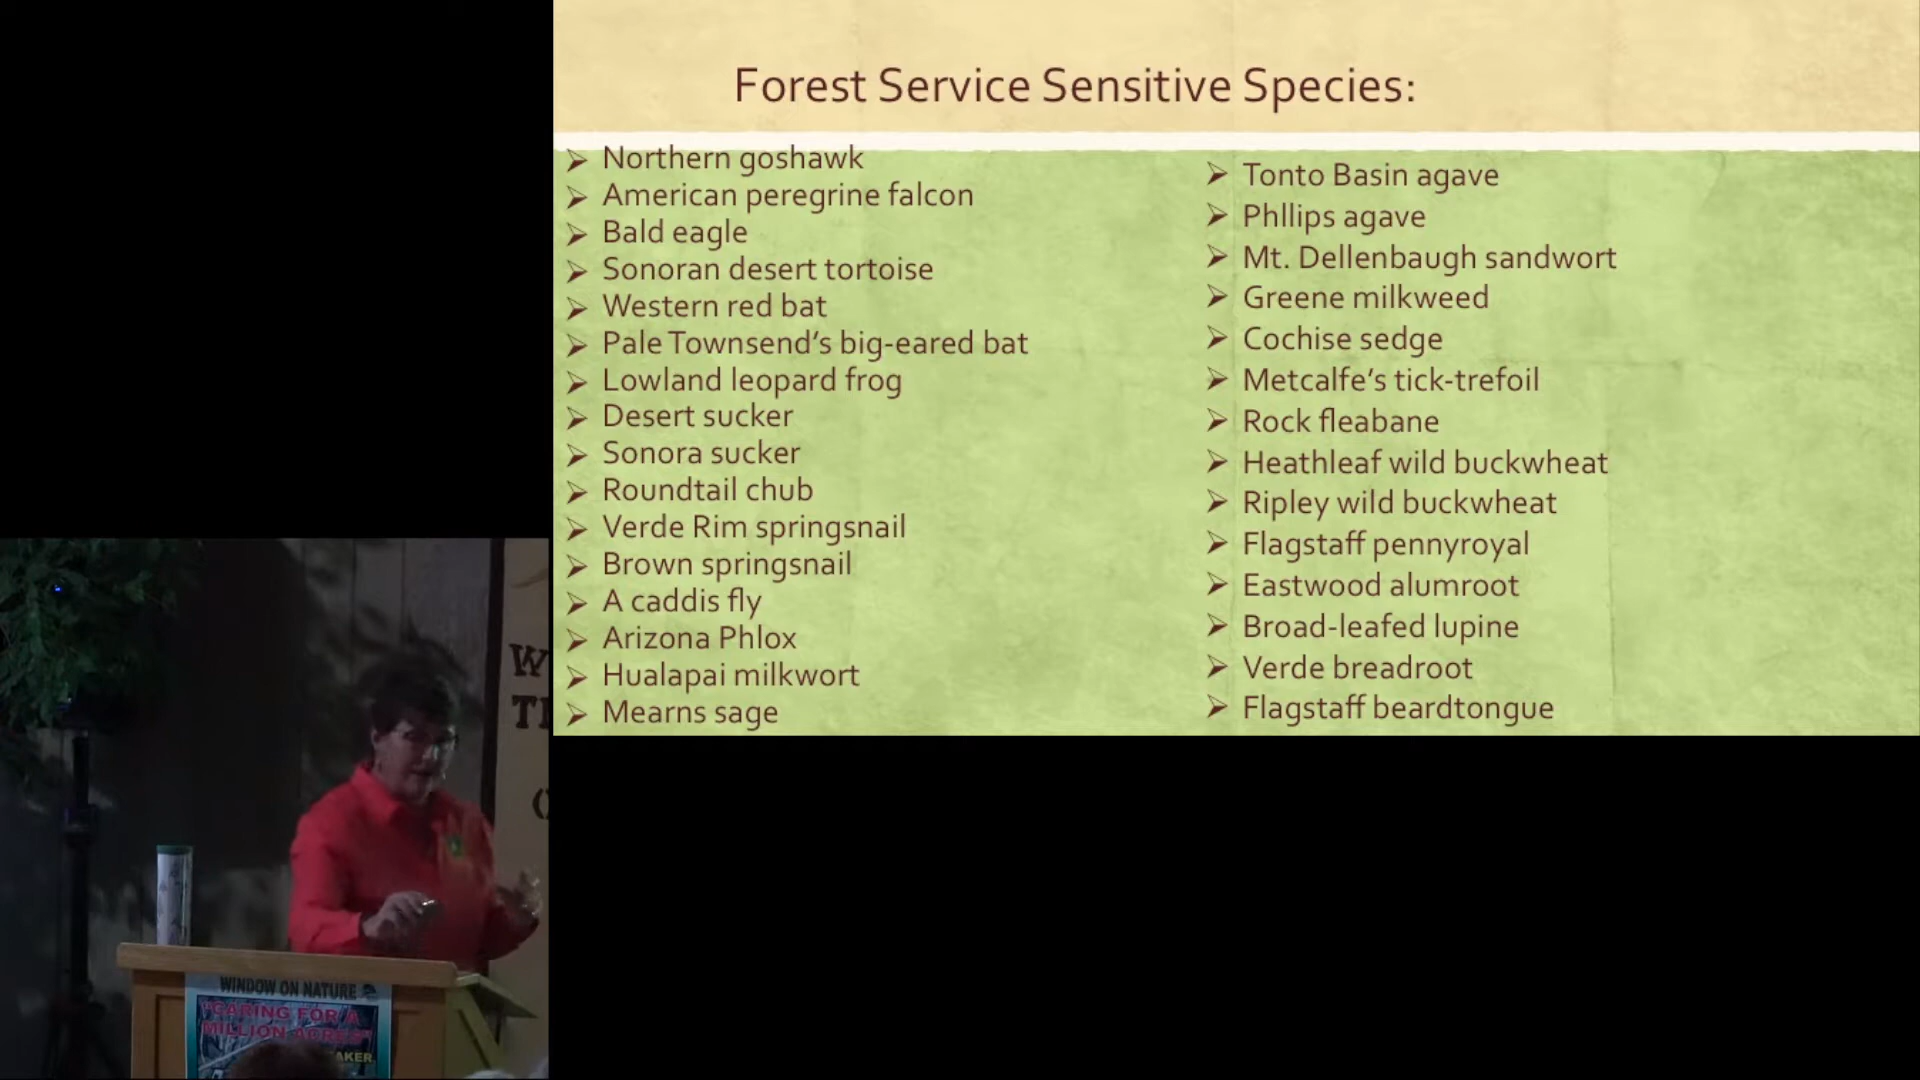 Forest Service Sensitive Species:
Northern goshawk
American peregrine falcon
Bald eagle
Sonoran desert tortoise
Western red bat
Pale Townsend's big-eared bat
Lowland leopard frog
Desert sucker
Sonora sucker
Roundtail chub
Verde Rim springsnail
Brown springsnail
A caddis fly
Arizona Phlox
Hualapai milkwort
Mearns sage
Tonto Basin agave
Phllips agave
Mt. Dellenbaugh sandwort
Greene milkweed
Cochise sedge
Metcalfe's tick-trefoil
Rock fleabane
Heathleaf wild buckwheat
Ripley wild buckwheat
Flagstaff pennyroyal
Eastwood alumroot
Broad-leafed lupine
Verde breadroot
Flagstaff beardtongue
WINDOW ON NATURE
"CARING FOR A
MILLION ACRES"